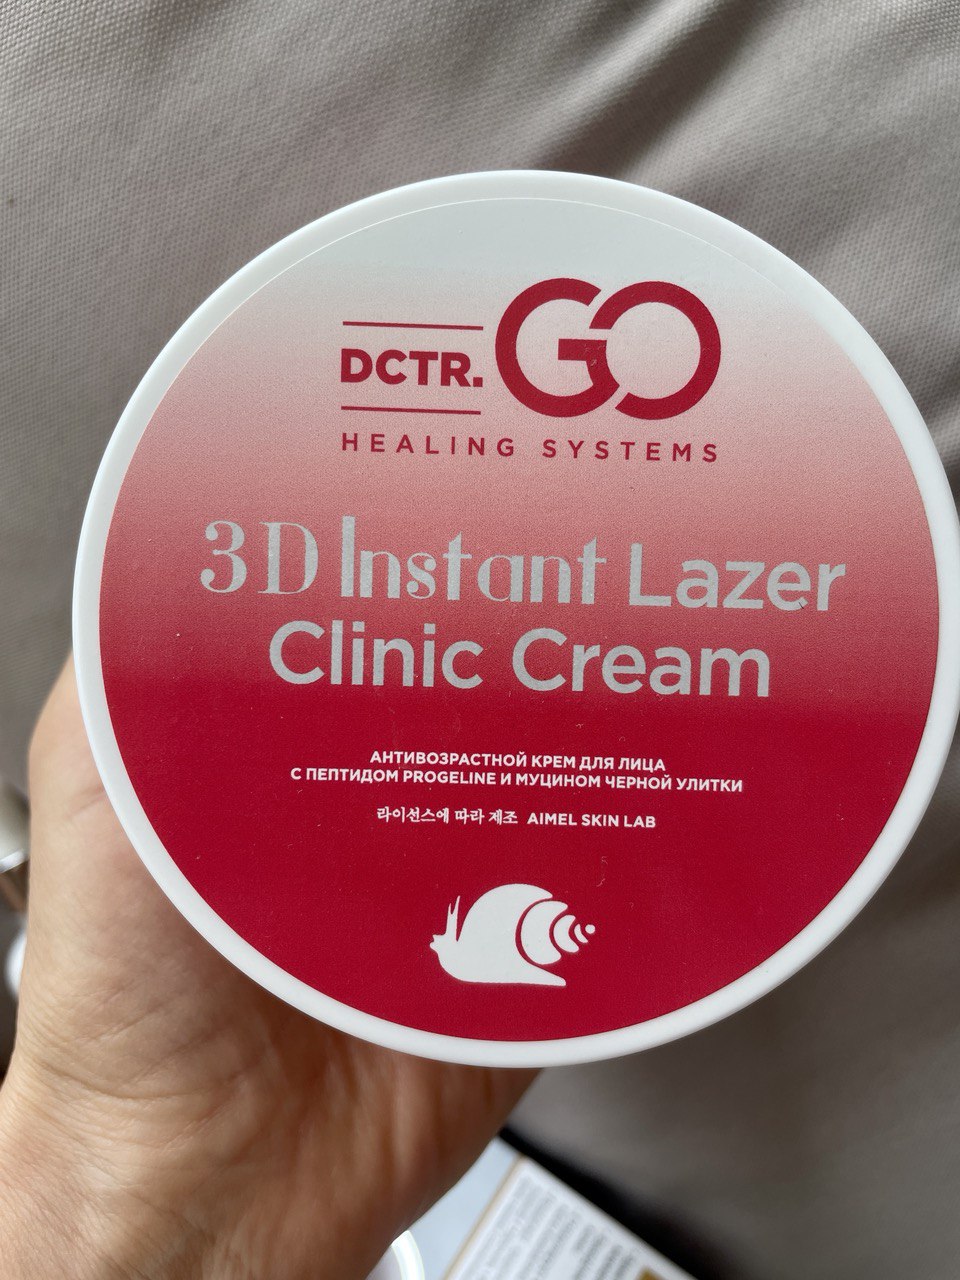 DCTR. GO
HEALING SYSTEMS
3D Instant Lazer
Clinic Cream
АНТИВОЗРАСТНОЙ КРЕМ ДЛЯ ЛИЦА
С ПЕПТИДОМ PROGELINE И МУЦИНОМ ЧЕРНОЙ УЛИТКИ
라이선스에 따라 제조 AIMEL SKIN LAB